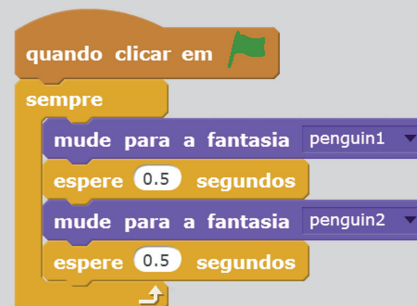 quando clicar em
sempre
mude para a fantasia penguin1
espere 0.5 segundos
mude para a fantasia penguin2
espere 0.5 segundos